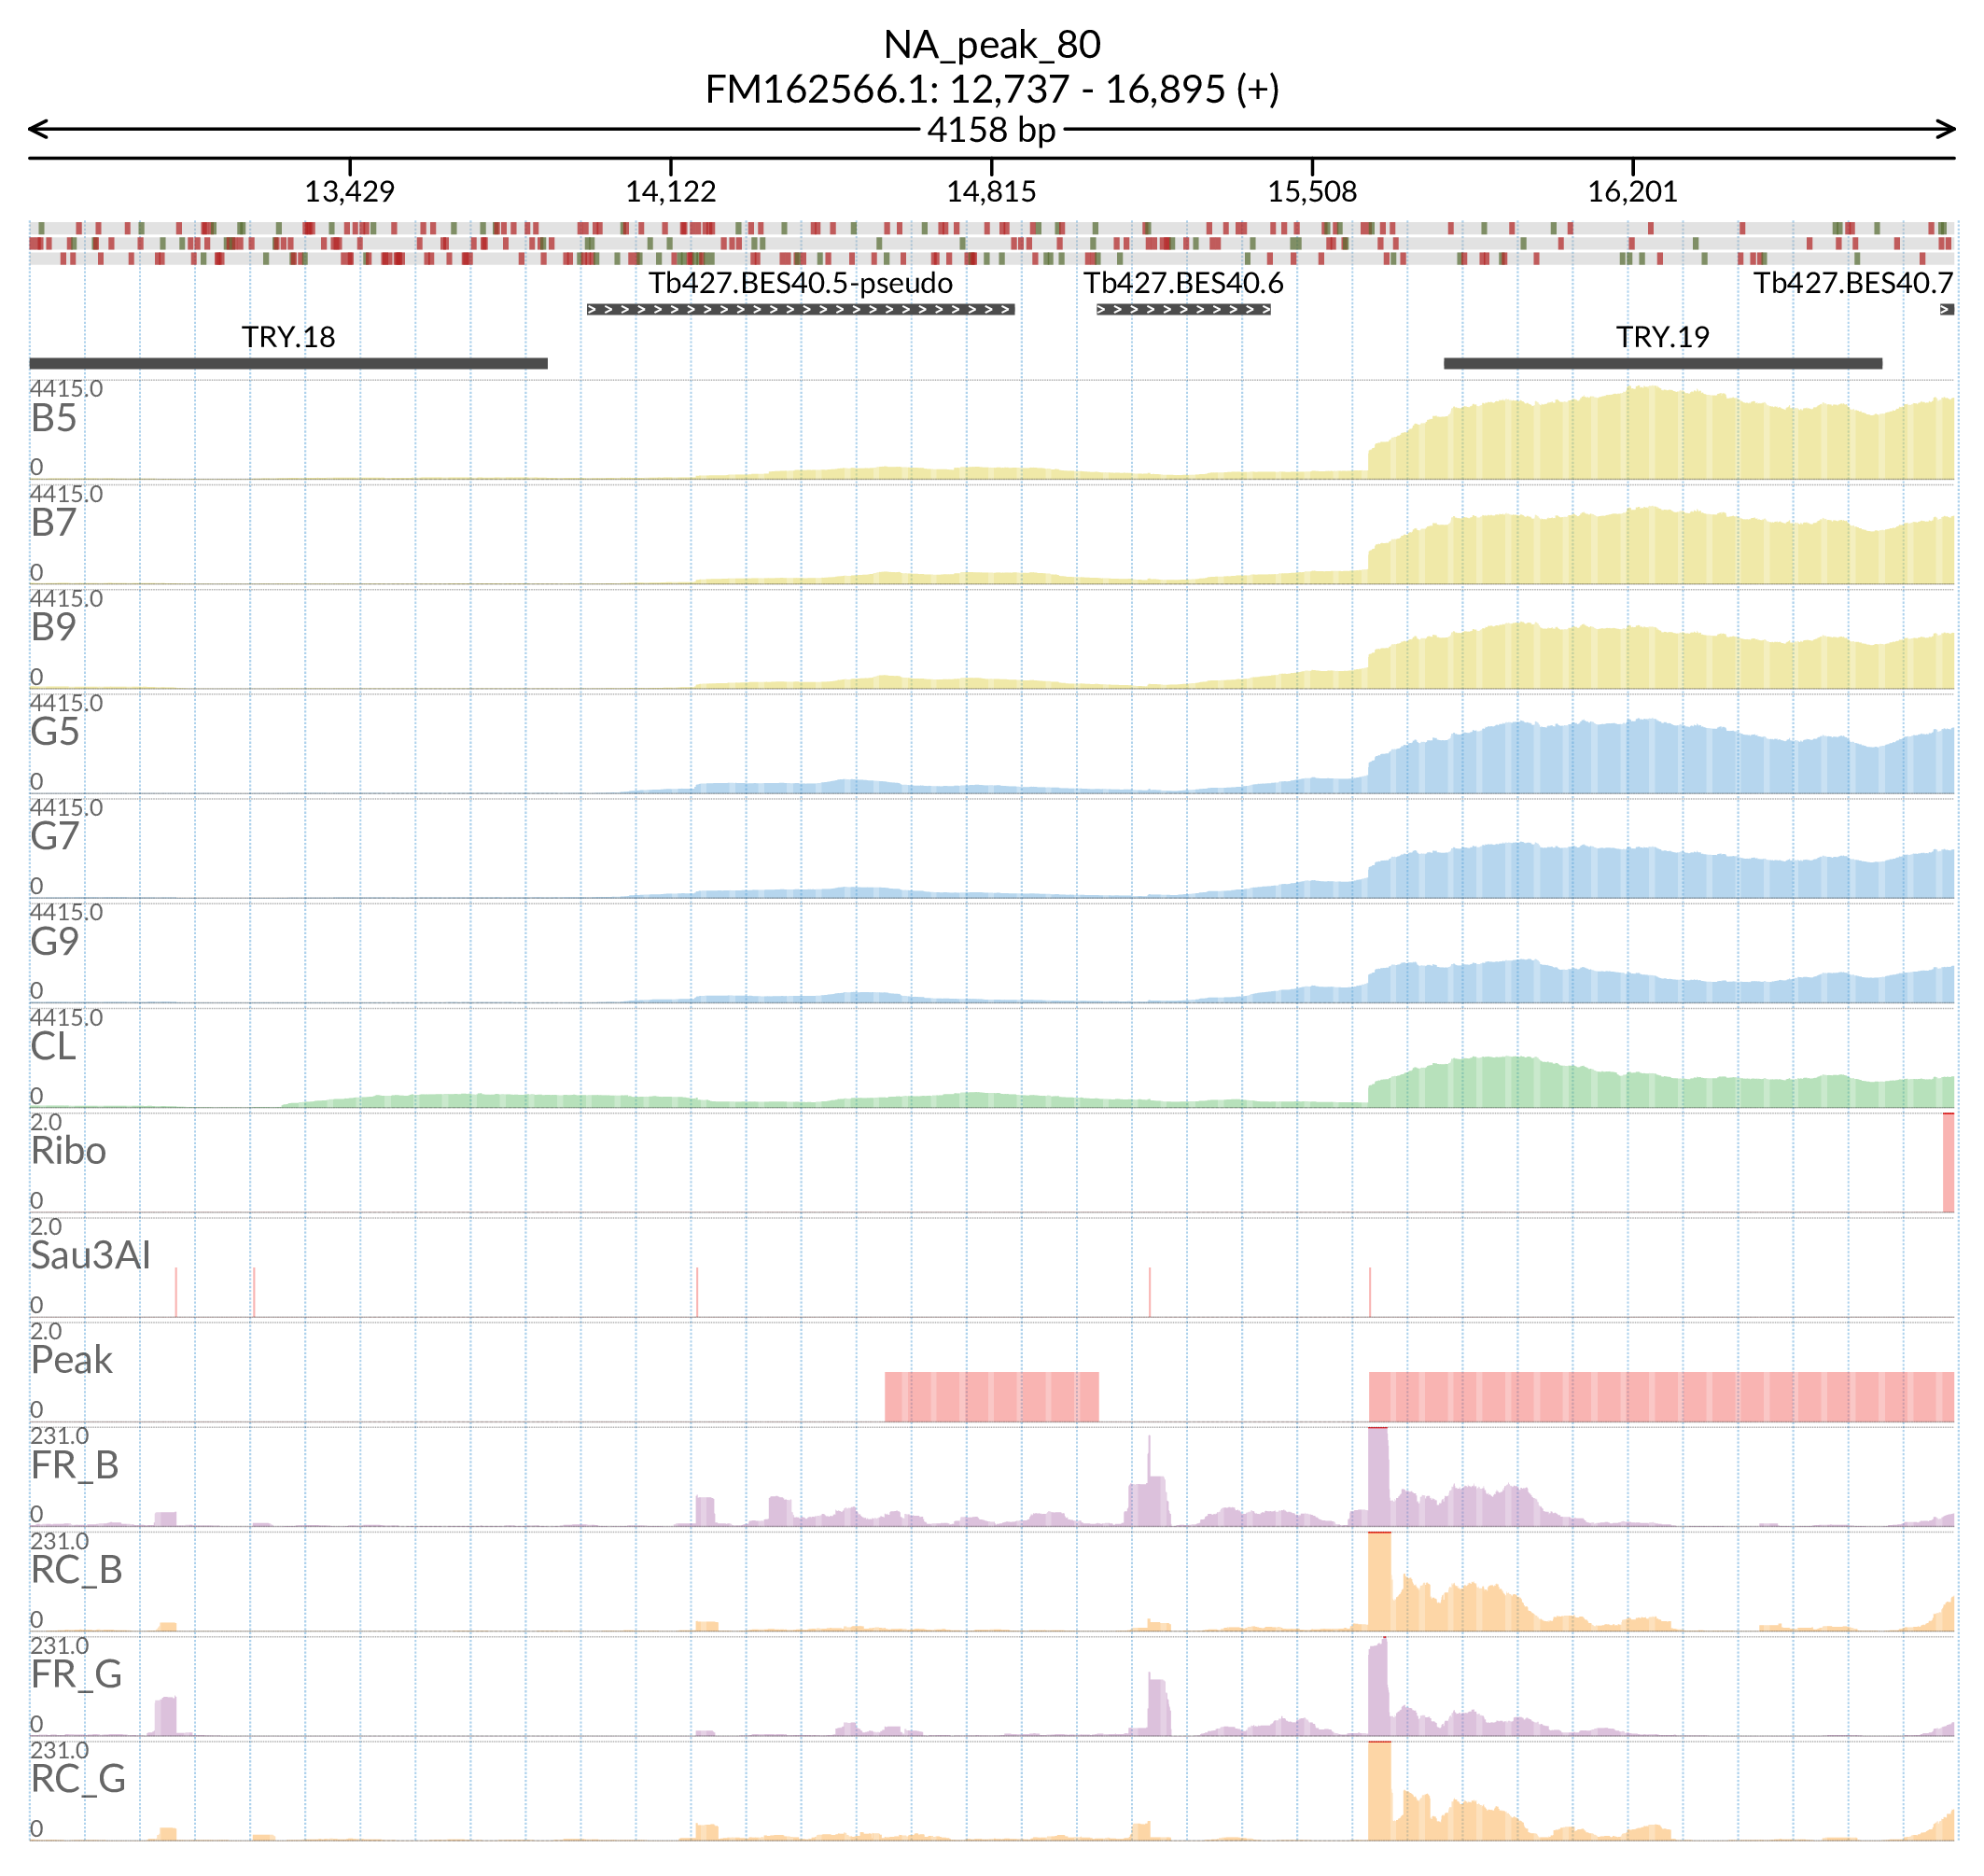 NA_peak_80
FM162566.1: 12,737 - 16,895 (+)
4158 bp
13,429 14,122 14,815 15,508 16,201
Tb427.BES40.5-pseudo Tb427.BES40.6 Tb427.BES40.7
TRY.18 TRY.19
4415.0
B5
0
4415.0
B7
0
4415.0
B9
0
4415.0
G5
0
4415.0
G7
0
4415.0
G9
0
4415.0
CL
0
2.0
Ribo
0
2.0
Sau3AI
0
2.0
Peak
0
231.0
FR_B
0
231.0
RC_B
0
231.0
FR_G
0
231.0
RC_G
0